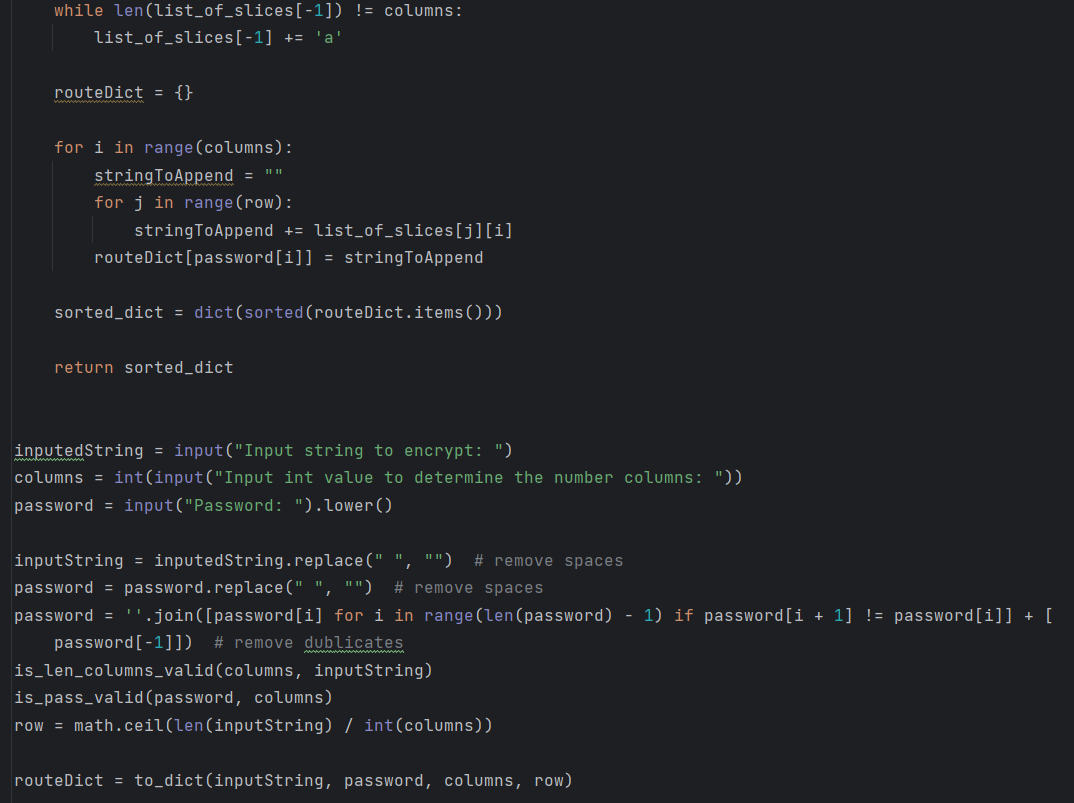 while len(list_of_slices[-1]) != columns:
list_of_slices[-1] += 'a'
routeDict = {}
for i in range(columns):
stringToAppend = ""
for j in range(row):
stringToAppend += list_of_slices[j][i]
routeDict[password[i]] = stringToAppend
sorted_dict = dict(sorted(routeDict.items()))
return sorted_dict
inputedString = input("Input string to encrypt: ")
columns = int(input("Input int value to determine the number columns: "))
password = input("Password: ").lower()
inputString = inputedString.replace(" ", "")  # remove spaces
password = password.replace(" ", "")  # remove spaces
password = ''.join([password[i] for i in range(len(password) - 1) if password[i + 1] != password[i]] + [
password[-1]])  # remove dublicates
is_len_columns_valid(columns, inputString)
is_pass_valid(password, columns)
row = math.ceil(len(inputString) / int(columns))
routeDict = to_dict(inputString, password, columns, row)